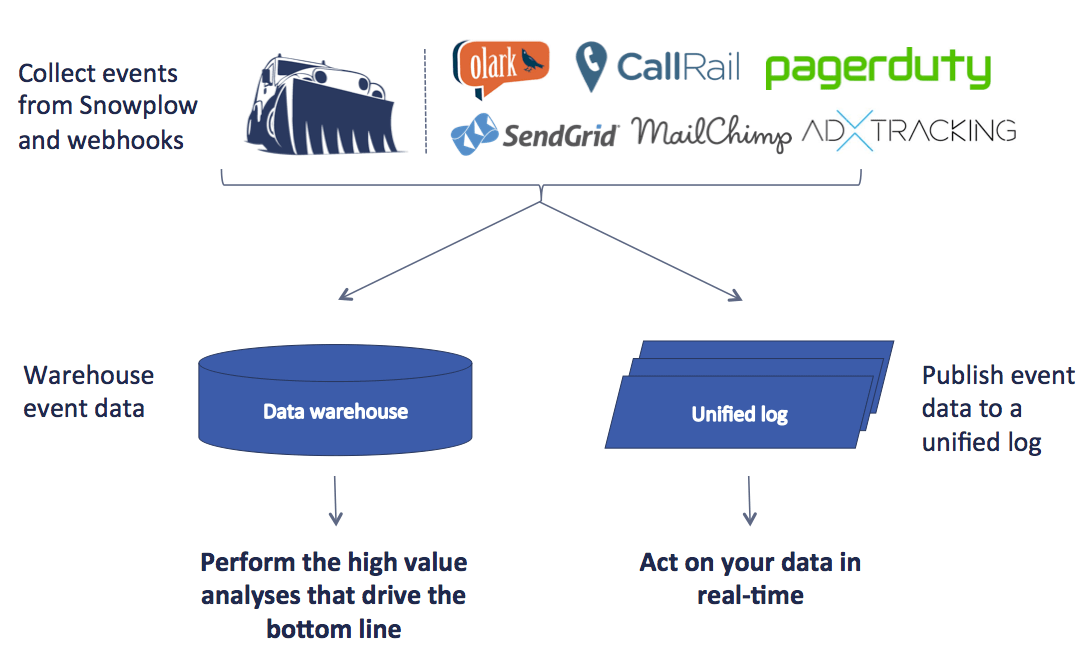 Collect events
from Snowplow
and webhooks
olark
CallRail
pagerduty
SendGrid
MailChimp
ADXTRACKING
Warehouse
event data
Data warehouse
Unified log
Publish event
data to a
unified log
Perform the high value
analyses that drive the
bottom line
Act on your data in
real-time